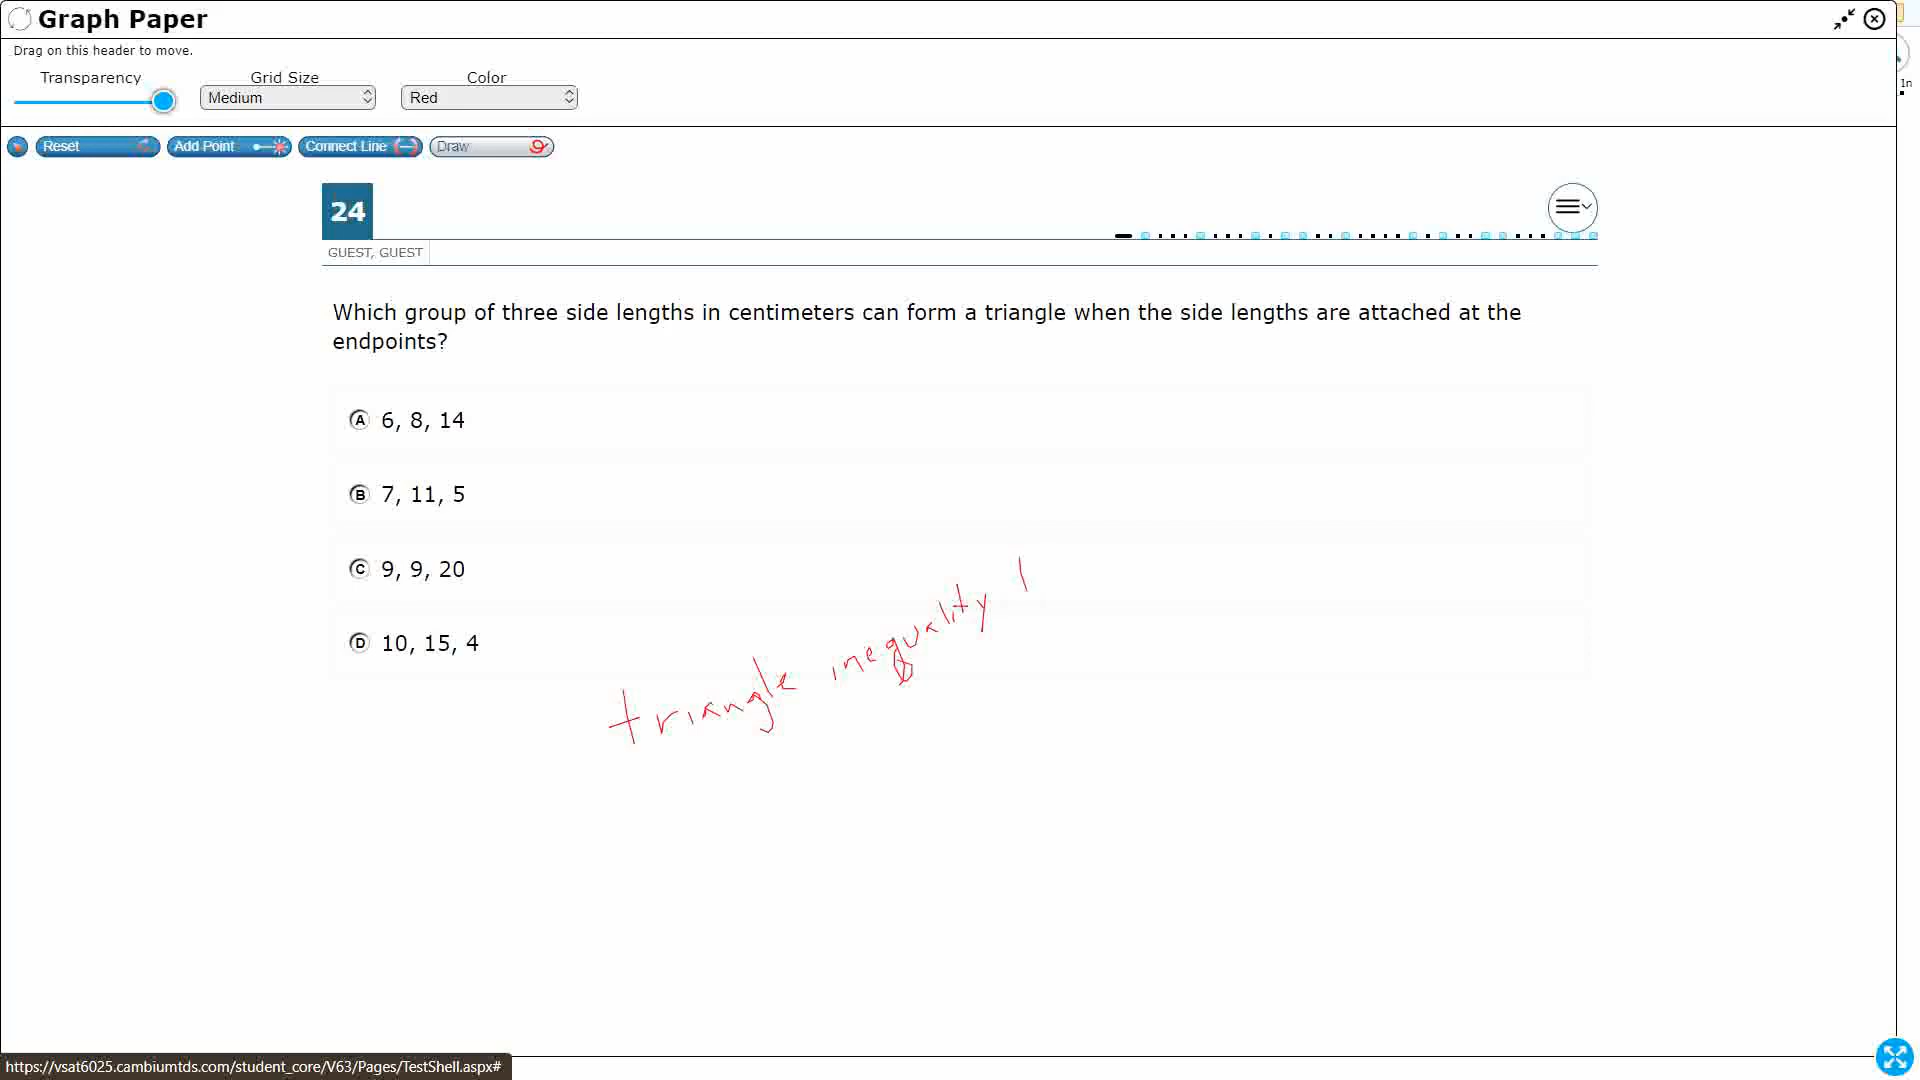 Graph Paper
Drag on this header to move.
Transparency
Grid Size
Color
Medium
Red
Reset
Add Point
Connect Line
Draw
24
GUEST, GUEST
Which group of three side lengths in centimeters can form a triangle when the side lengths are attached at the
endpoints?
A 6, 8, 14
B 7, 11, 5
C 9, 9, 20
D 10, 15, 4
triangle inequality
https://vsat6025.cambiumtds.com/student_core/V63/Pages/TestShell.aspx#